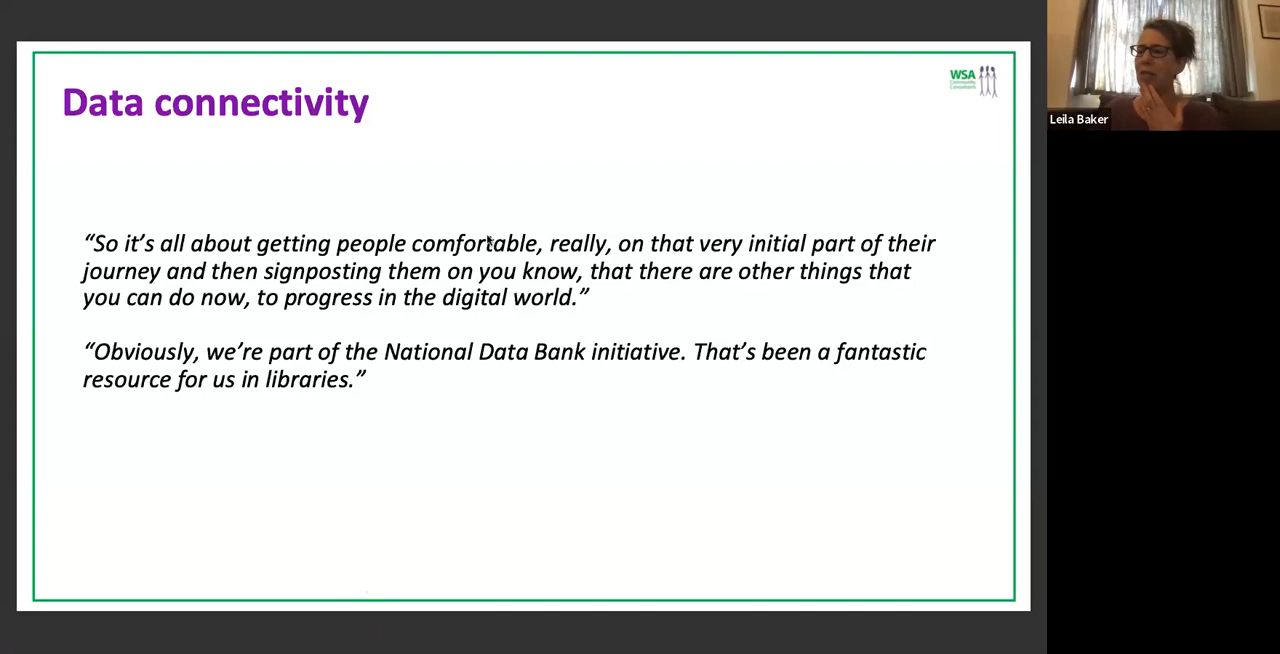 Data connectivity
WSA
Community
Consultants
“So it’s all about getting people comfortable, really, on that very initial part of their
journey and then signposting them on you know, that there are other things that
you can do now, to progress in the digital world.”
“Obviously, we’re part of the National Data Bank initiative. That’s been a fantastic
resource for us in libraries.”
Leila Baker